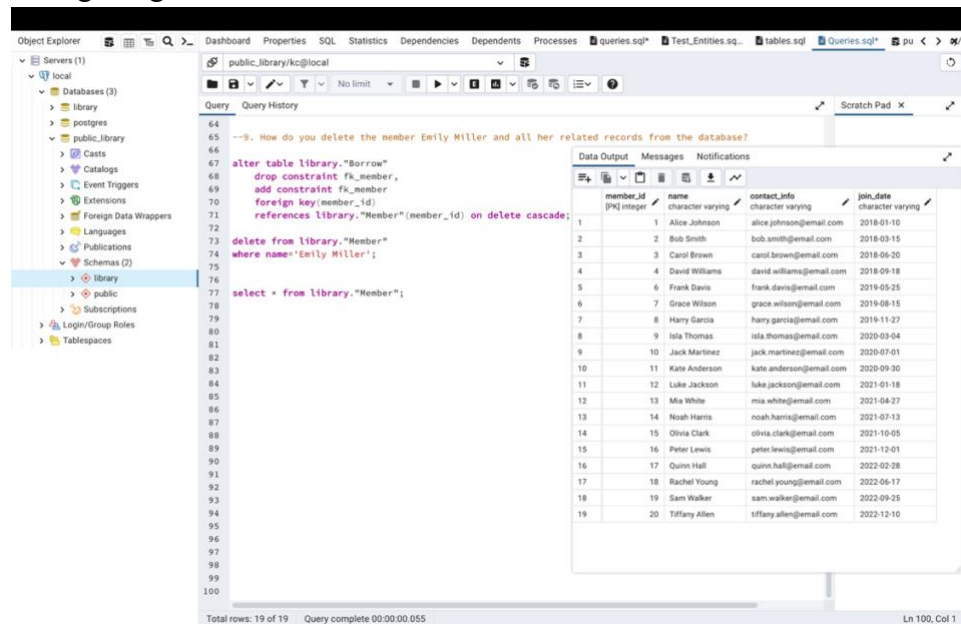 Object Explorer
Dashboard Properties SQL Statistics Dependencies Dependents Processes queries.sql* Test_Entities.sq... tables.sql Queries.sql* pu
Servers (1)
local
Databases (3)
library
postgres
public_library
Casts
Catalogs
Event Triggers
Extensions
Foreign Data Wrappers
Languages
Publications
Schemas (2)
library
public
Subscriptions
Login/Group Roles
Tablespaces
public_library/kc@local
No limit
Query Query History
Scratch Pad
64
65 --9. How do you delete the member Emily Miller and all her related records from the database?
66
67 alter table library."Borrow"
68 drop constraint fk_member,
69 add constraint fk_member
70 foreign key(member_id)
71 references library."Member"(member_id) on delete cascade;
72
73 delete from library."Member"
74 where name='Emily Miller';
75
76
77 select * from library."Member";
78
79
80
81
82
83
84
85
86
87
88
89
90
91
92
93
94
95
96
97
98
99
100
Data Output Messages Notifications
member_id name contact_info join_date
[PK] integer character varying character varying character varying
1 1 Alice Johnson alice.johnson@email.com 2018-01-10
2 2 Bob Smith bob.smith@email.com 2018-03-15
3 3 Carol Brown carol.brown@email.com 2018-06-20
4 4 David Williams david.williams@email.com 2018-09-18
5 6 Frank Davis frank.davis@email.com 2019-05-25
6 7 Grace Wilson grace.wilson@email.com 2019-08-15
7 8 Harry Garcia harry.garcia@email.com 2019-11-27
8 9 Isla Thomas isla.thomas@email.com 2020-03-04
9 10 Jack Martinez jack.martinez@email.com 2020-07-01
10 11 Kate Anderson kate.anderson@email.com 2020-09-30
11 12 Luke Jackson luke.jackson@email.com 2021-01-18
12 13 Mia White mia.white@email.com 2021-04-27
13 14 Noah Harris noah.harris@email.com 2021-07-13
14 15 Olivia Clark olivia.clark@email.com 2021-10-05
15 16 Peter Lewis peter.lewis@email.com 2021-12-01
16 17 Quinn Hall quinn.hall@email.com 2022-02-28
17 18 Rachel Young rachel.young@email.com 2022-06-17
18 19 Sam Walker sam.walker@email.com 2022-09-25
19 20 Tiffany Allen tiffany.allen@email.com 2022-12-10
Total rows: 19 of 19 Query complete 00:00:00.055
Ln 100, Col 1